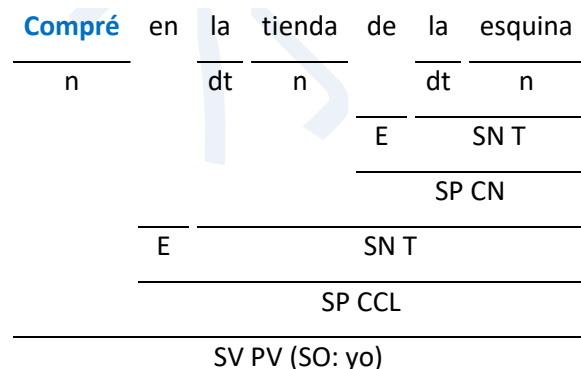 Compré en la tienda de la esquina
n dt n dt n
E SN T
SP CN
E SN T
SP CCL
SV PV (SO: yo)